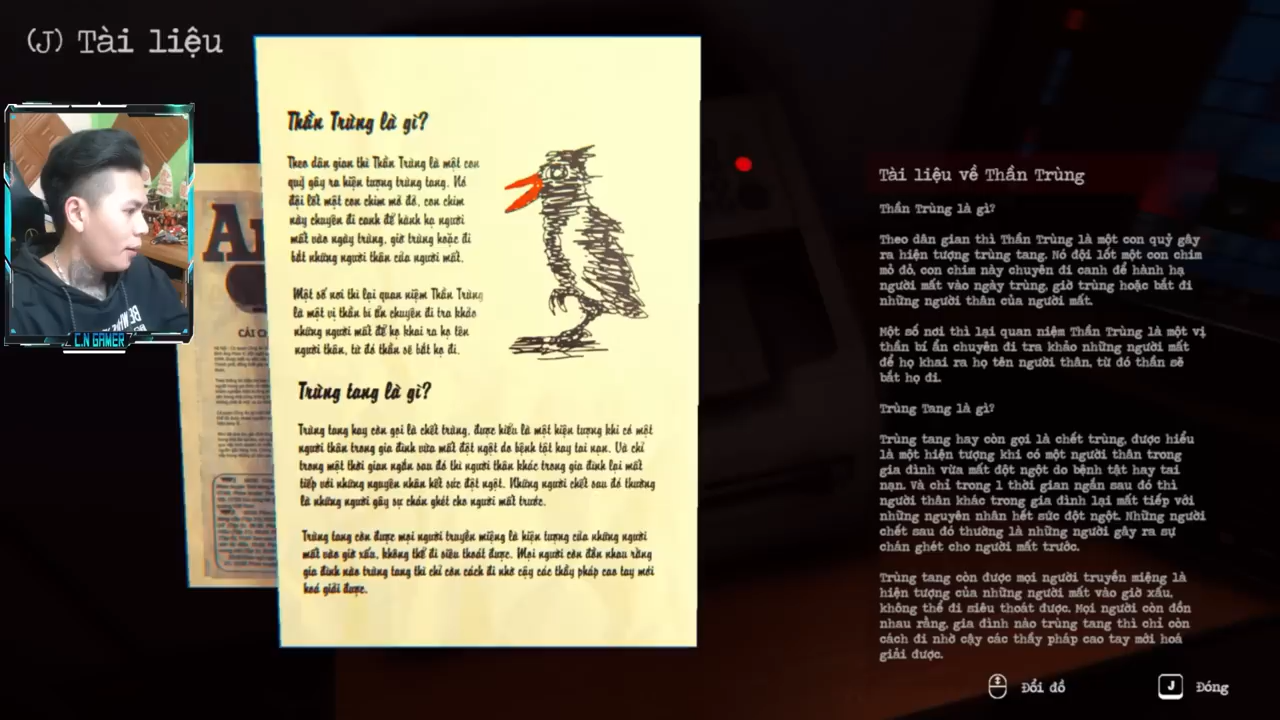 (J) Tài liệu
C.N GAMER
CẢI C
Thần Trùng là gì?
Theo dân gian thì Thần Trùng là một con
quỷ gây ra hiện tượng trùng tang. Nó
đội lốt một con chim mỏ đỏ, con chim
này chuyên đi canh để hành hạ người
mất vào ngày trùng, giờ trùng hoặc đi
bắt những người thân của người mất.
Một số nơi thì lại quan niệm Thần Trùng
là một vị thần bí ẩn chuyên đi tra khảo
những người mất để họ khai ra họ tên
người thân, từ đó thần sẽ bắt họ đi.
Trùng tang là gì?
Trùng tang hay còn gọi là chết trùng, được hiểu là một hiện tượng khi có một
người thân trong gia đình vừa mất đột ngột do bệnh tật hay tai nạn. Và chỉ
trong một thời gian ngắn sau đó thì người thân khác trong gia đình lại mất
tiếp với những nguyên nhân hết sức đột ngột. Những người chết sau đó thường
là những người gây sự chán ghét cho người mất trước.
Trùng tang còn được mọi người truyền miệng là hiện tượng của những người
mất vào giờ xấu, không thể đi siêu thoát được. Mọi người còn đồn nhau rằng
gia đình nào trùng tang thì chỉ còn cách đi nhờ cậy các thầy pháp cao tay mới
hoá giải được.
Tài liệu về Thần Trùng
Thần Trùng là gì?
Theo dân gian thì Thần Trùng là một con quỷ gây
ra hiện tượng trùng tang. Nó đội lốt một con chim
mỏ đỏ, con chim này chuyên đi canh để hành hạ
người mất vào ngày trùng, giờ trùng hoặc bắt đi
những người thân của người mất.
Một số nơi thì lại quan niệm Thần Trùng là một vị
thần bí ẩn chuyên đi tra khảo những người mất
để họ khai ra họ tên người thân, từ đó thần sẽ
bắt họ đi.
Trùng Tang là gì?
Trùng tang hay còn gọi là chết trùng, được hiểu
là một hiện tượng khi có một người thân trong
gia đình vừa mất đột ngột do bệnh tật hay tai
nạn. Và chỉ trong 1 thời gian ngắn sau đó thì
người thân khác trong gia đình lại mất tiếp với
những nguyên nhân hết sức đột ngột. Những người
chết sau đó thường là những người gây ra sự
chán ghét cho người mất trước.
Trùng tang còn được mọi người truyền miệng là
hiện tượng của những người mất vào giờ xấu,
không thể đi siêu thoát được. Mọi người còn đồn
nhau rằng, gia đình nào trùng tang thì chỉ còn
cách đi nhờ cậy các thầy pháp cao tay mới hoá
giải được.
Đổi đồ
J Đóng